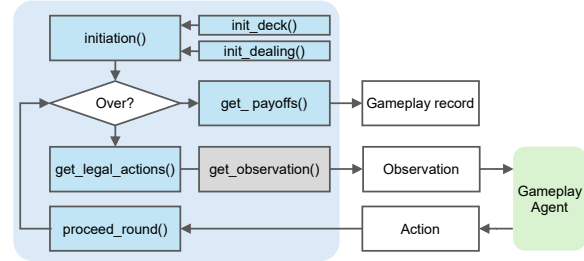 initiation()
init_deck()
init_dealing()
Over?
get_ payoffs()
Gameplay record
get_legal_actions()
get_observation()
Observation
Gameplay
Agent
proceed_round()
Action